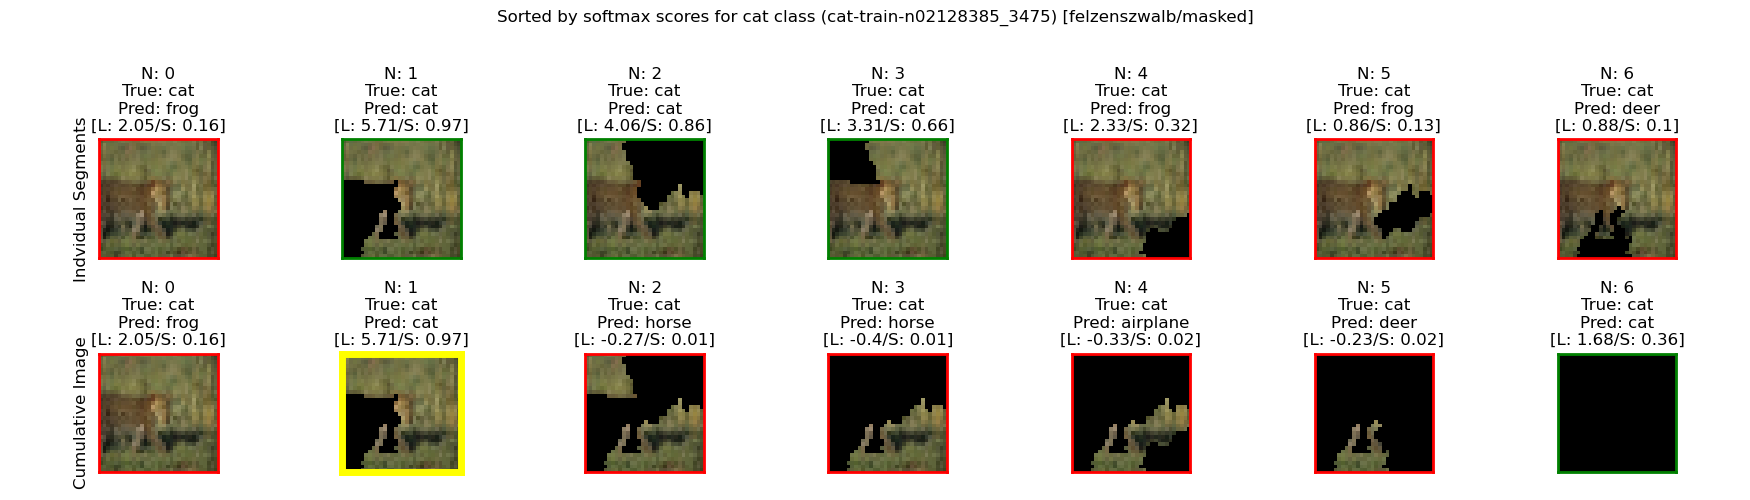 Sorted by softmax scores for cat class (cat-train-n02128385_3475) [felzenszwalb/masked]
Indvidual Segments
N: 0
True: cat
Pred: frog
[L: 2.05/S: 0.16]
N: 1
True: cat
Pred: cat
[L: 5.71/S: 0.97]
N: 2
True: cat
Pred: cat
[L: 4.06/S: 0.86]
N: 3
True: cat
Pred: cat
[L: 3.31/S: 0.66]
N: 4
True: cat
Pred: frog
[L: 2.33/S: 0.32]
N: 5
True: cat
Pred: frog
[L: 0.86/S: 0.13]
N: 6
True: cat
Pred: deer
[L: 0.88/S: 0.1]
Cumulative Image
N: 0
True: cat
Pred: frog
[L: 2.05/S: 0.16]
N: 1
True: cat
Pred: cat
[L: 5.71/S: 0.97]
N: 2
True: cat
Pred: horse
[L: -0.27/S: 0.01]
N: 3
True: cat
Pred: horse
[L: -0.4/S: 0.01]
N: 4
True: cat
Pred: airplane
[L: -0.33/S: 0.02]
N: 5
True: cat
Pred: deer
[L: -0.23/S: 0.02]
N: 6
True: cat
Pred: cat
[L: 1.68/S: 0.36]